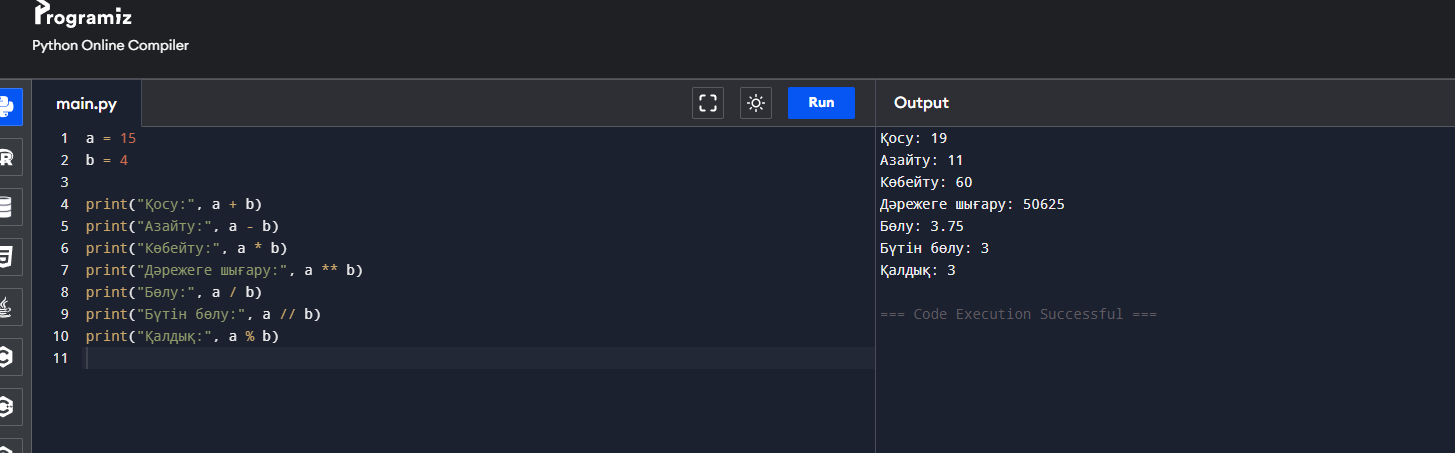 Programiz
Python Online Compiler
main.py
Run
1 a = 15
2 b = 4
3
4 print("Қосу:", a + b)
5 print("Азайту:", a - b)
6 print("Көбейту:", a * b)
7 print("Дәрежеге шығару:", a ** b)
8 print("Бөлу:", a / b)
9 print("Бүтін бөлу:", a // b)
10 print("Қалдық:", a % b)
11
Output
Қосу: 19
Азайту: 11
Көбейту: 60
Дәрежеге шығару: 50625
Бөлу: 3.75
Бүтін бөлу: 3
Қалдық: 3
=== Code Execution Successful ===